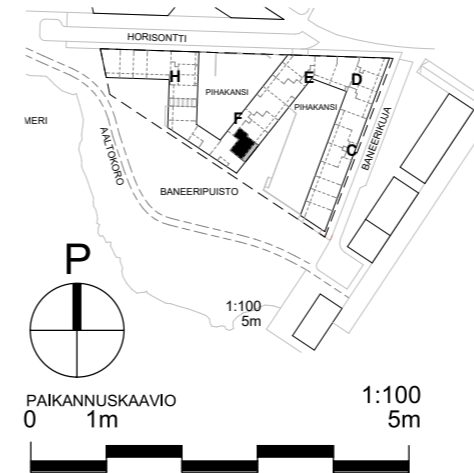 HORISONTTI
H
E
D
PIHAKANSI
PIHAKANSI
F
MERI
AALTOKORO
C
BANEERIKUJA
BANEERIPUISTO
P
1:100
5m
PAIKANNUSKAAVIO
1:100
0 1m 5m